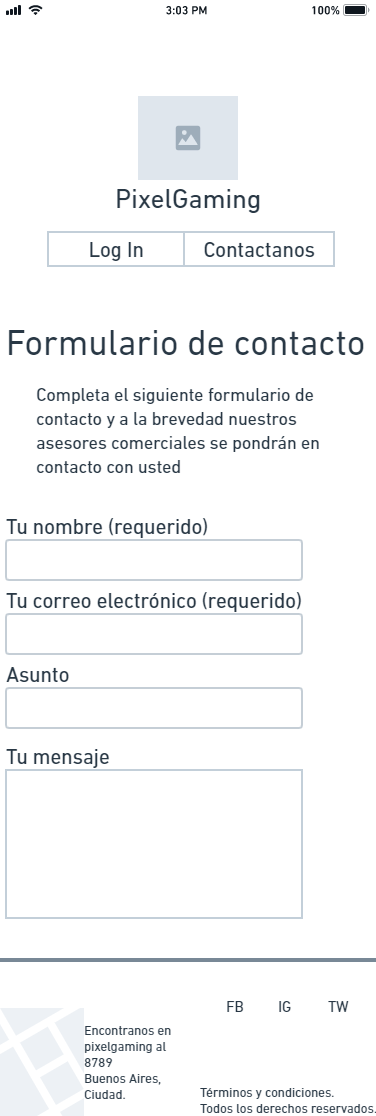 3:03 PM
100%
PixelGaming
Log In
Contactanos
Formulario de contacto
Completa el siguiente formulario de
contacto y a la brevedad nuestros
asesores comerciales se pondrán en
contacto con usted
Tu nombre (requerido)
Tu correo electrónico (requerido)
Asunto
Tu mensaje
FB IG TW
Encontranos en
pixelgaming al
8789
Buenos Aires,
Ciudad.
Términos y condiciones.
Todos los derechos reservados.